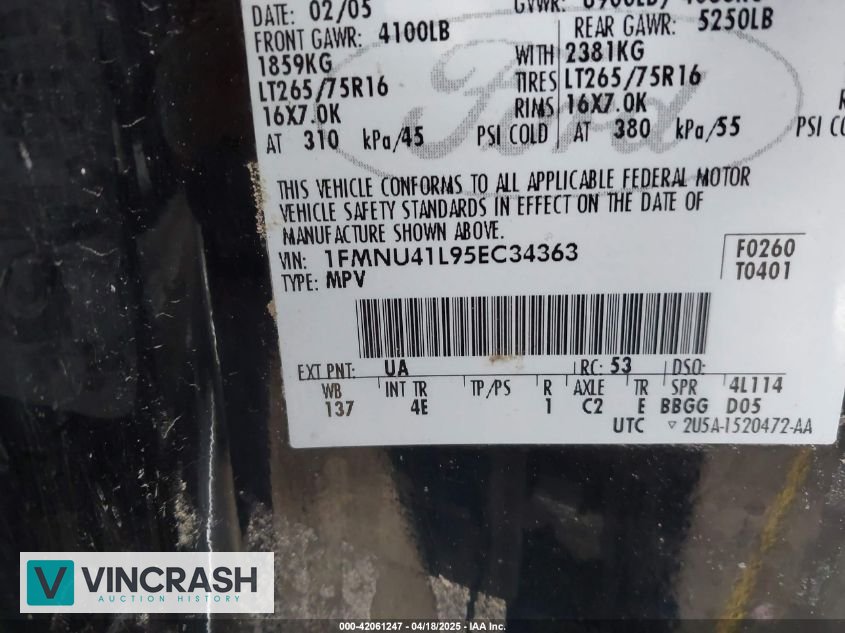 DATE: 02/05 GVWR:
FRONT GAWR: 4100LB REAR GAWR: 5250LB
1859KG WITH 2381KG
LT265/75R16 TIRES LT265/75R16
16X7.0K RIMS 16X7.0K
AT 310 kPa/45 PSI COLD AT 380 kPa/55 PSI
Ford
THIS VEHICLE CONFORMS TO ALL APPLICABLE FEDERAL MOTOR
VEHICLE SAFETY STANDARDS IN EFFECT ON THE DATE OF
MANUFACTURE SHOWN ABOVE.
VIN: 1FMNU41L95EC34363 F0260
TYPE: MPV T0401
EXT PNT: UA RC: 53 DSO:
WB INT TR TP/PS R AXLE TR SPR 4L114
137 4E 1 C2 E BBGG D05
UTC ▽ 2U5A-1520472-AA
V VINCRASH
AUCTION HISTORY
000-42061247 - 04/18/2025 - IAA Inc.